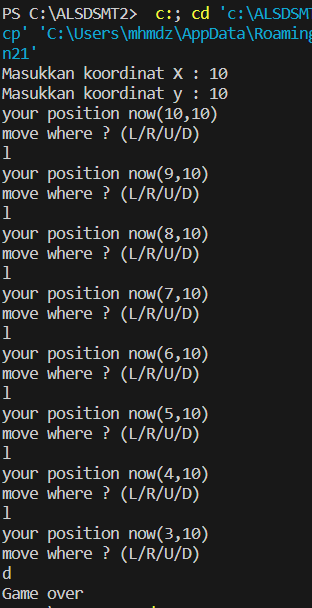 PS C:\ALSDSMT2>  c:; cd 'c:\ALSDSMT2
cp' 'C:\Users\mhmdz\AppData\Roaming
n21'
Masukkan koordinat X : 10
Masukkan koordinat y : 10
your position now(10,10)
move where ? (L/R/U/D)
l
your position now(9,10)
move where ? (L/R/U/D)
l
your position now(8,10)
move where ? (L/R/U/D)
l
your position now(7,10)
move where ? (L/R/U/D)
l
your position now(6,10)
move where ? (L/R/U/D)
l
your position now(5,10)
move where ? (L/R/U/D)
l
your position now(4,10)
move where ? (L/R/U/D)
l
your position now(3,10)
move where ? (L/R/U/D)
d
Game over